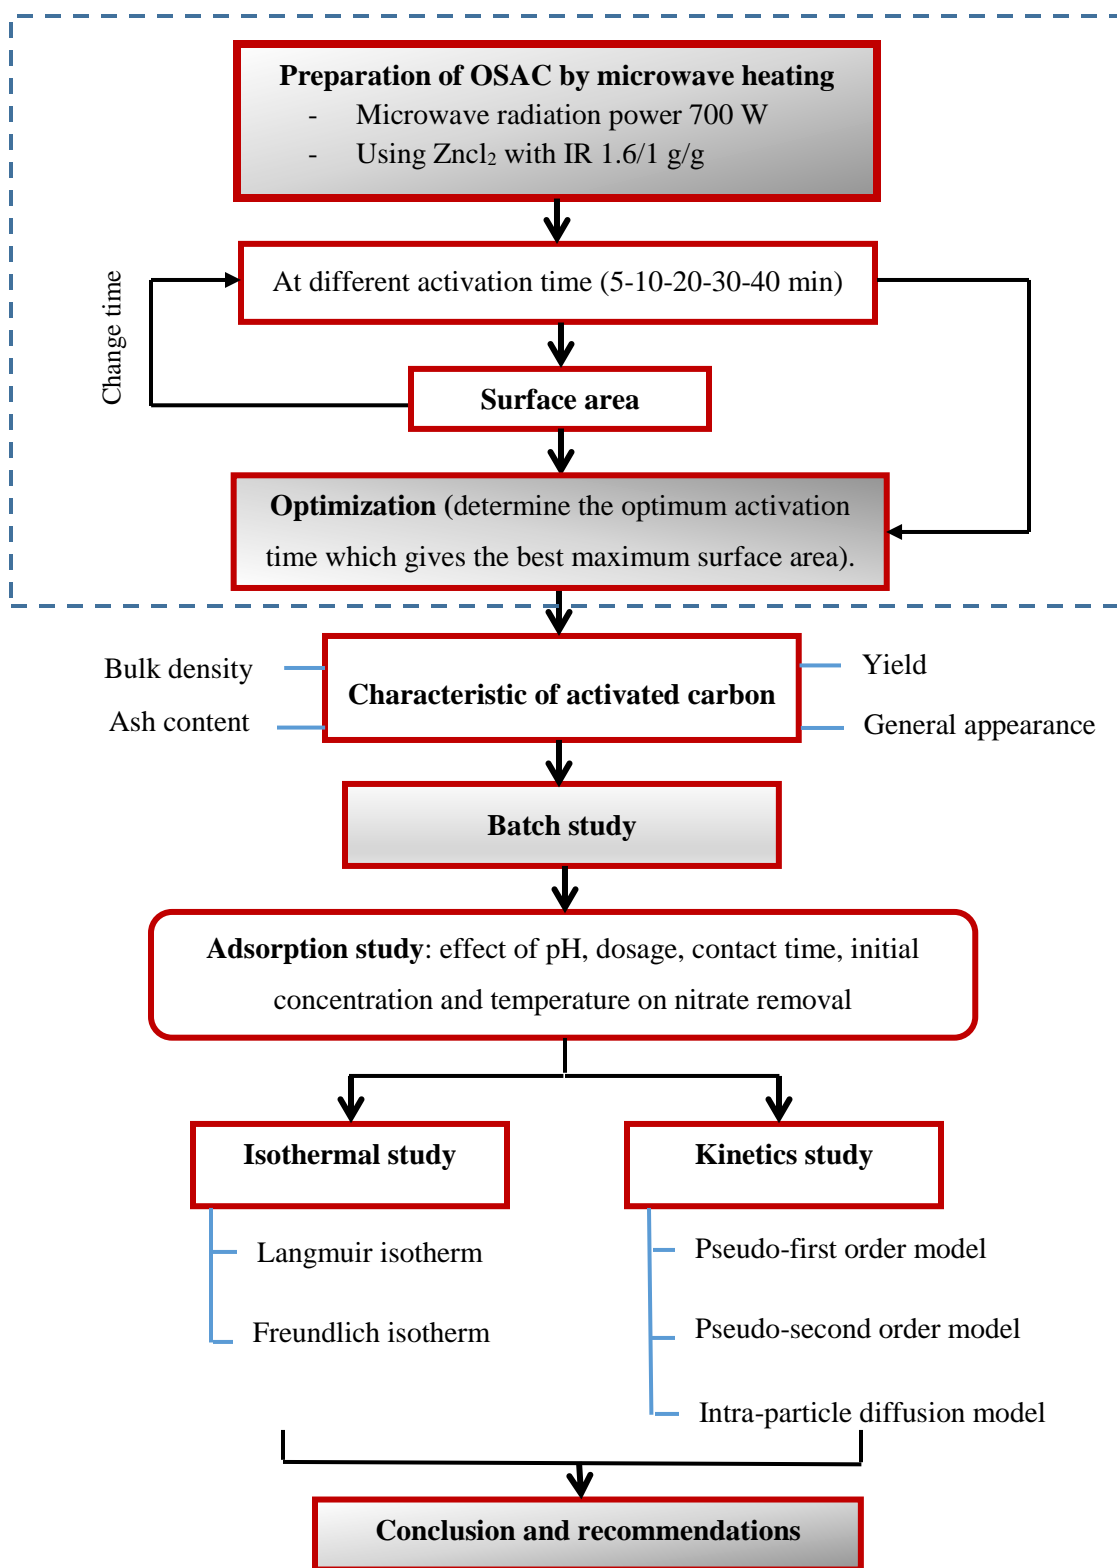 Preparation of OSAC by microwave heating
- Microwave radiation power 700 W
- Using Zncl₂ with IR 1.6/1 g/g
At different activation time (5-10-20-30-40 min)
Change time
Surface area
Optimization (determine the optimum activation
time which gives the best maximum surface area).
Bulk density
Ash content
Characteristic of activated carbon
Yield
General appearance
Batch study
Adsorption study: effect of pH, dosage, contact time, initial
concentration and temperature on nitrate removal
Isothermal study
Langmuir isotherm
Freundlich isotherm
Kinetics study
Pseudo-first order model
Pseudo-second order model
Intra-particle diffusion model
Conclusion and recommendations